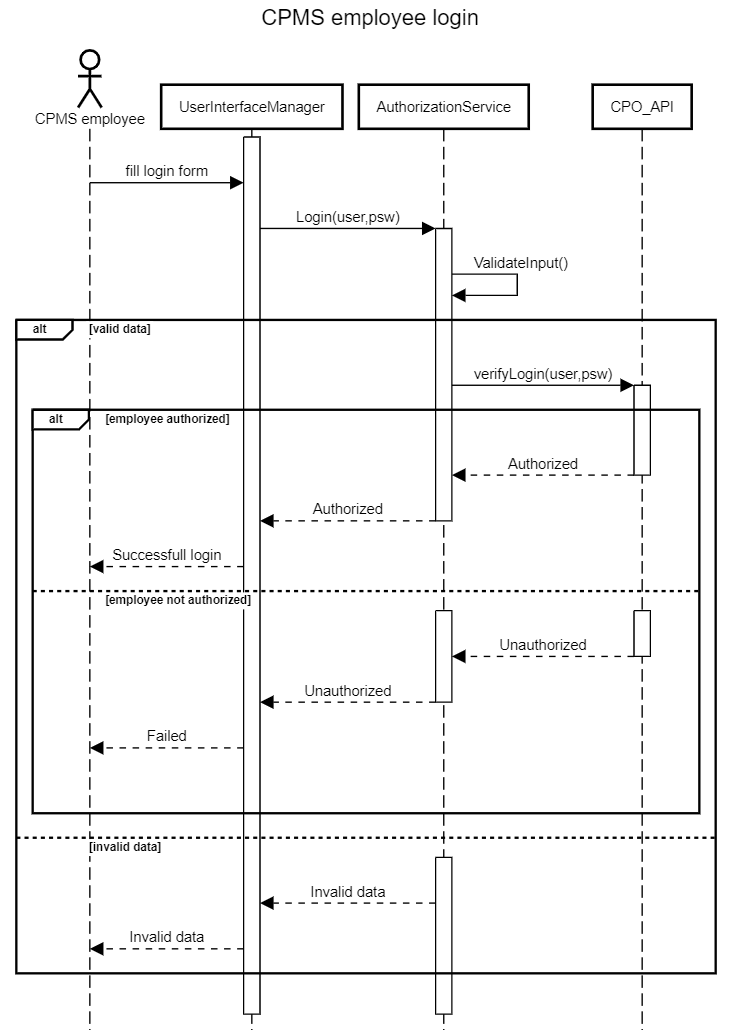 CPMS employee login
CPMS employee
UserInterfaceManager
AuthorizationService
CPO_API
fill login form
Login(user,psw)
ValidateInput()
alt
[valid data]
verifyLogin(user,psw)
alt
[employee authorized]
Authorized
Authorized
Successfull login
[employee not authorized]
Unauthorized
Unauthorized
Failed
[invalid data]
Invalid data
Invalid data